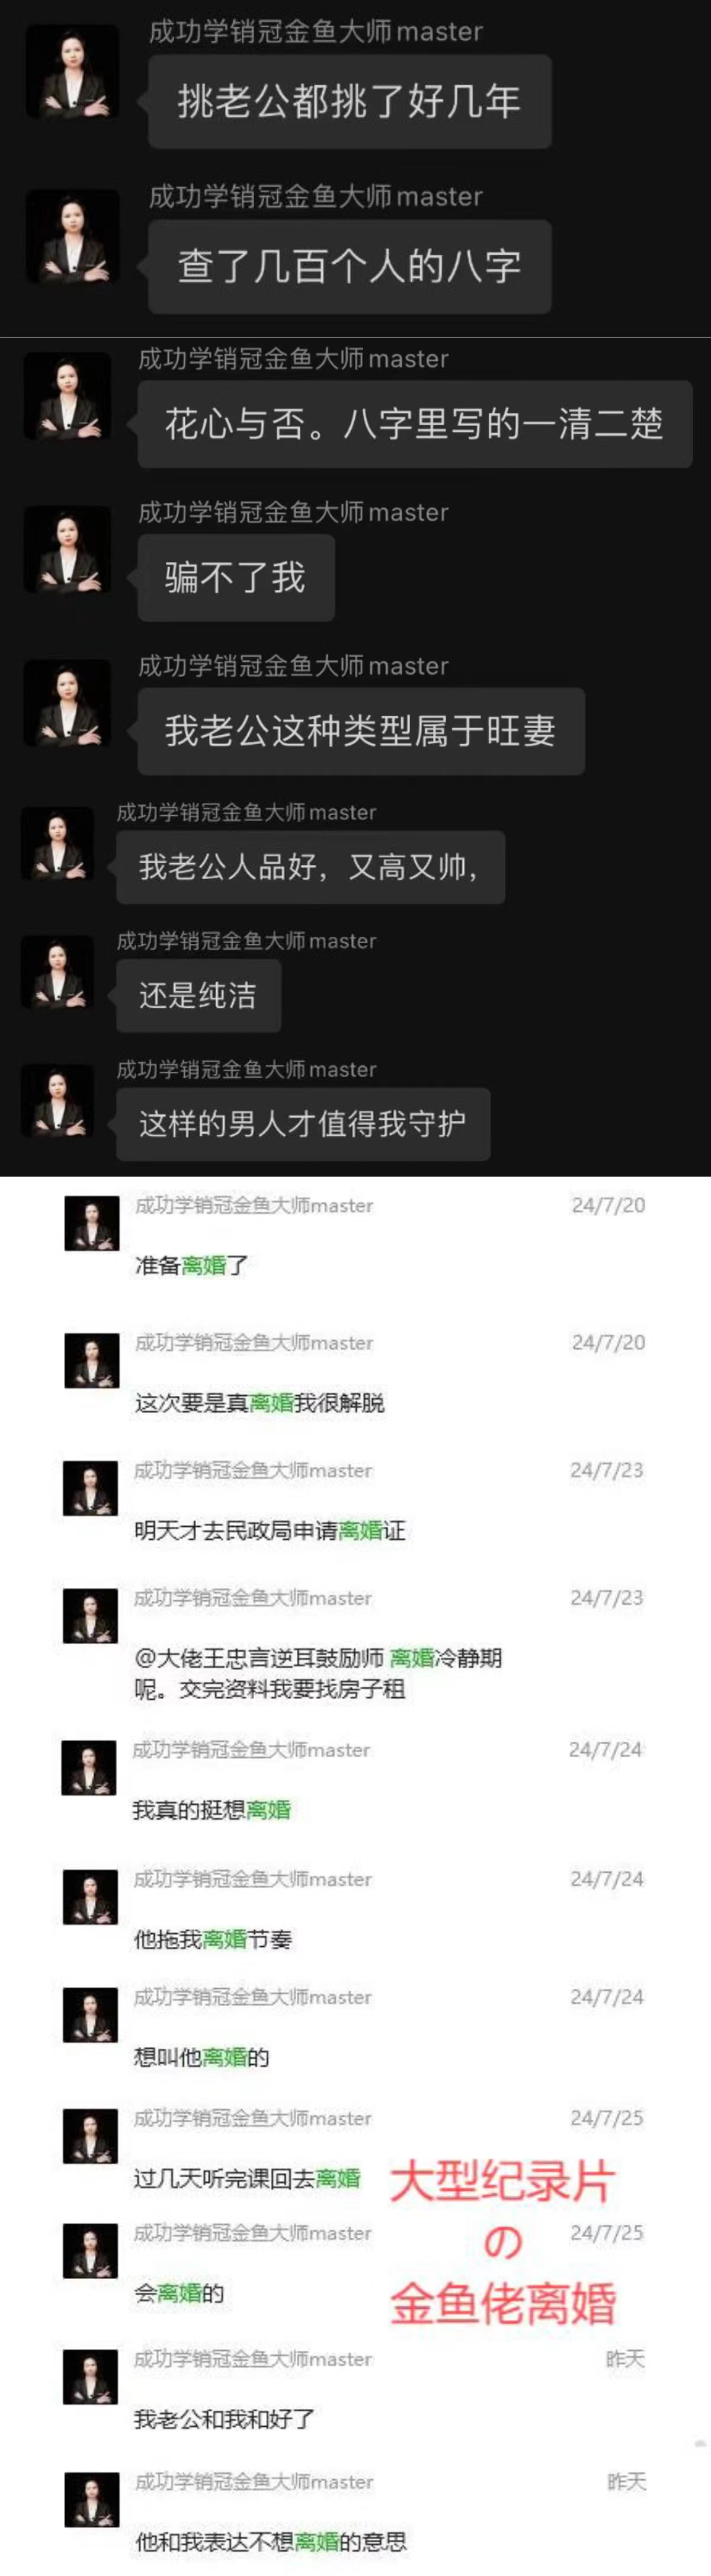 成功学销冠金鱼大师master
挑老公都挑了好几年
成功学销冠金鱼大师master
查了几百个人的八字
成功学销冠金鱼大师master
花心与否。八字里写的一清二楚
成功学销冠金鱼大师master
骗不了我
成功学销冠金鱼大师master
我老公这种类型属于旺妻
成功学销冠金鱼大师master
我老公人品好，又高又帅，
成功学销冠金鱼大师master
还是纯洁
成功学销冠金鱼大师master
这样的男人才值得我守护
成功学销冠金鱼大师master 24/7/20
准备离婚了
成功学销冠金鱼大师master 24/7/20
这次要是真离婚我很解脱
成功学销冠金鱼大师master 24/7/23
明天才去民政局申请离婚证
成功学销冠金鱼大师master 24/7/23
@大佬王忠言逆耳鼓励师 离婚冷静期
呢。交完资料我要找房子租
成功学销冠金鱼大师master 24/7/24
我真的挺想离婚
成功学销冠金鱼大师master 24/7/24
他拖我离婚节奏
成功学销冠金鱼大师master 24/7/24
想叫他离婚的
成功学销冠金鱼大师master 24/7/25
过几天听完课回去离婚
大型纪录片
の
金鱼佬离婚
成功学销冠金鱼大师master 24/7/25
会离婚的
成功学销冠金鱼大师master 昨天
我老公和我和好了
成功学销冠金鱼大师master 昨天
他和我表达不想离婚的意思